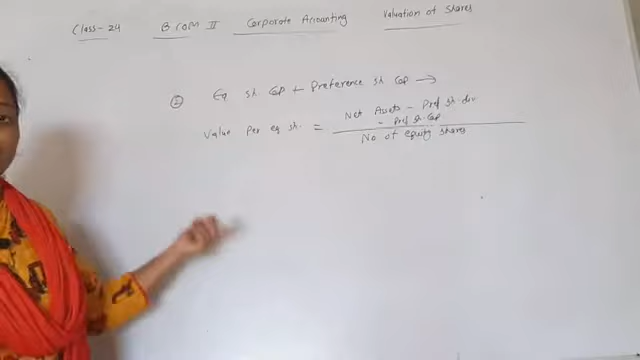 Class-24 B COM II Corporate Accounting Valuation of Shares
② Eq sh. Cap + Preference sh Cap →
Value Per eq sh. = Net Assets - Pref sh. div - Pref sh. Cap
No of equity shares